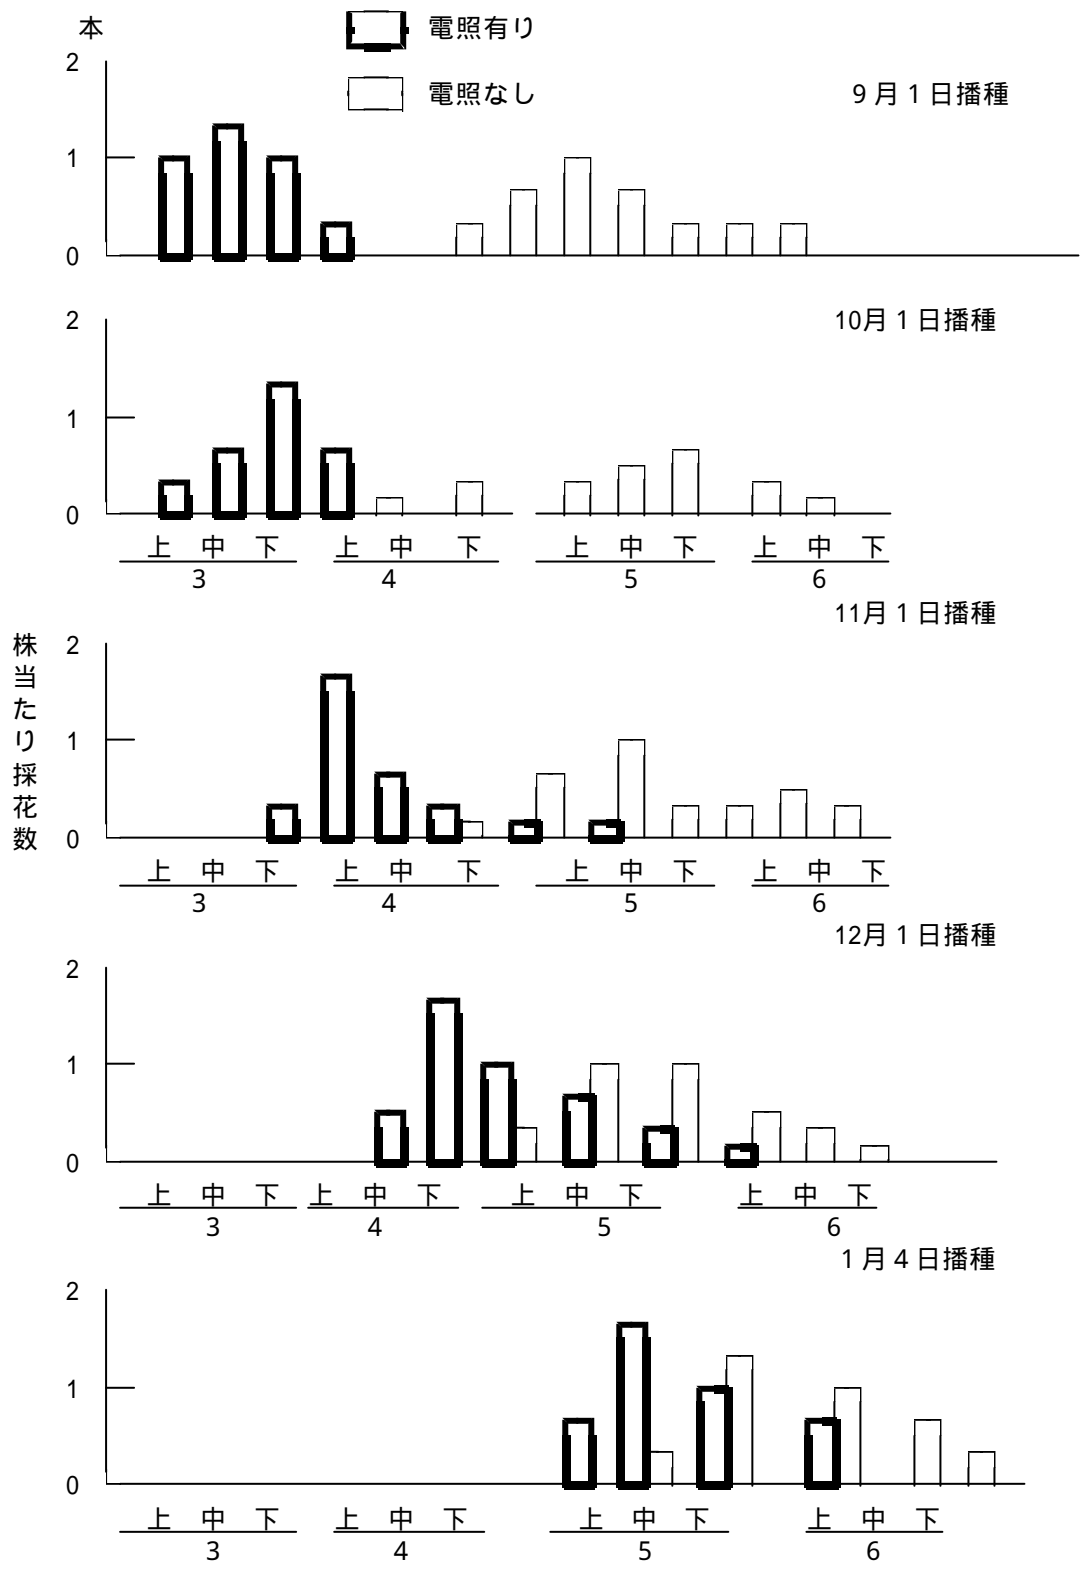 本
電照有り
電照なし
9月1日播種
2
1
0
10月1日播種
2
1
0
上 中 下 上 中 下 上 中 下 上 中 下
3 4 5 6
11月1日播種
株当たり採花数
2
1
0
上 中 下 上 中 下 上 中 下 上 中 下
3 4 5 6
12月1日播種
2
1
0
上 中 下 上 中 下 上 中 下 上 中 下
3 4 5 6
1月4日播種
2
1
0
上 中 下 上 中 下 上 中 下 上 中 下
3 4 5 6